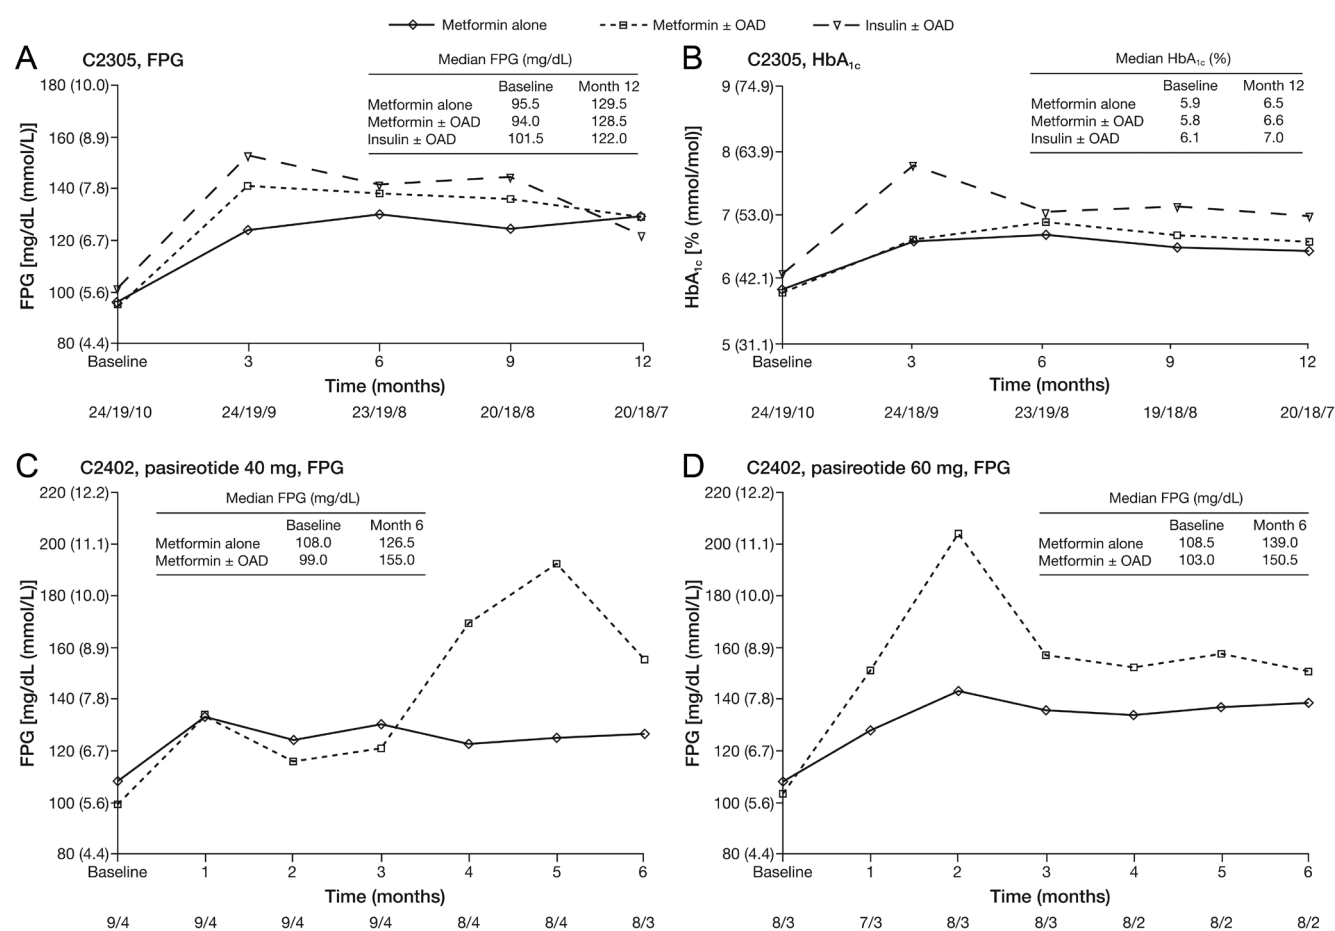 Metformin alone Metformin ± OAD Insulin ± OAD
A C2305, FPG
Median FPG (mg/dL)
Baseline Month 12
Metformin alone 95.5 129.5
Metformin ± OAD 94.0 128.5
Insulin ± OAD 101.5 122.0
FPG [mg/dL (mmol/L)]
180 (10.0)
160 (8.9)
140 (7.8)
120 (6.7)
100 (5.6)
80 (4.4)
Baseline 3 6 9 12
Time (months)
24/19/10 24/19/9 23/19/8 20/18/8 20/18/7
B C2305, HbA1c
Median HbA1c (%)
Baseline Month 12
Metformin alone 5.9 6.5
Metformin ± OAD 5.8 6.6
Insulin ± OAD 6.1 7.0
HbA1c [% (mmol/mol)]
9 (74.9)
8 (63.9)
7 (53.0)
6 (42.1)
5 (31.1)
Baseline 3 6 9 12
Time (months)
24/19/10 24/18/9 23/19/8 19/18/8 20/18/7
C C2402, pasireotide 40 mg, FPG
Median FPG (mg/dL)
Baseline Month 6
Metformin alone 108.0 126.5
Metformin ± OAD 99.0 155.0
FPG [mg/dL (mmol/L)]
220 (12.2)
200 (11.1)
180 (10.0)
160 (8.9)
140 (7.8)
120 (6.7)
100 (5.6)
80 (4.4)
Baseline 1 2 3 4 5 6
Time (months)
9/4 9/4 9/4 9/4 8/4 8/4 8/3
D C2402, pasireotide 60 mg, FPG
Median FPG (mg/dL)
Baseline Month 6
Metformin alone 108.5 139.0
Metformin ± OAD 103.0 150.5
FPG [mg/dL (mmol/L)]
220 (12.2)
200 (11.1)
180 (10.0)
160 (8.9)
140 (7.8)
120 (6.7)
100 (5.6)
80 (4.4)
Baseline 1 2 3 4 5 6
Time (months)
8/3 7/3 8/3 8/3 8/2 8/2 8/2